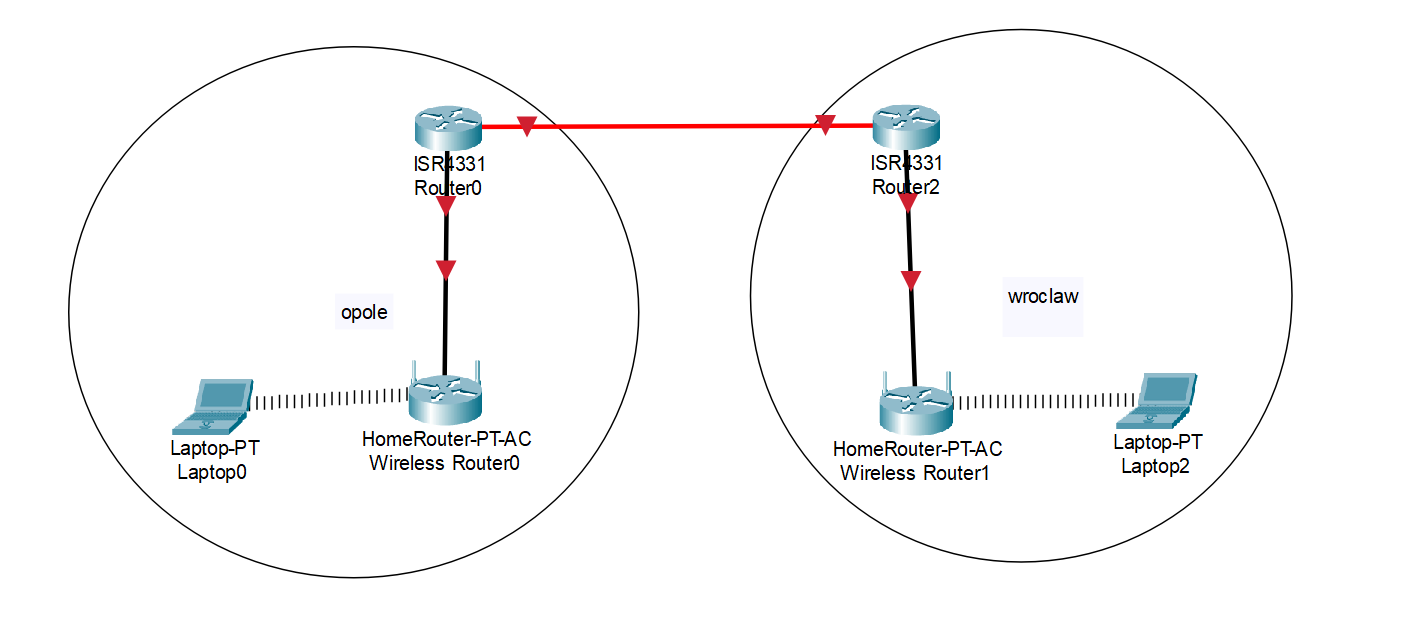 ISR4331
Router0
ISR4331
Router2
opole
wroclaw
Laptop-PT
Laptop0
HomeRouter-PT-AC
Wireless Router0
HomeRouter-PT-AC
Wireless Router1
Laptop-PT
Laptop2